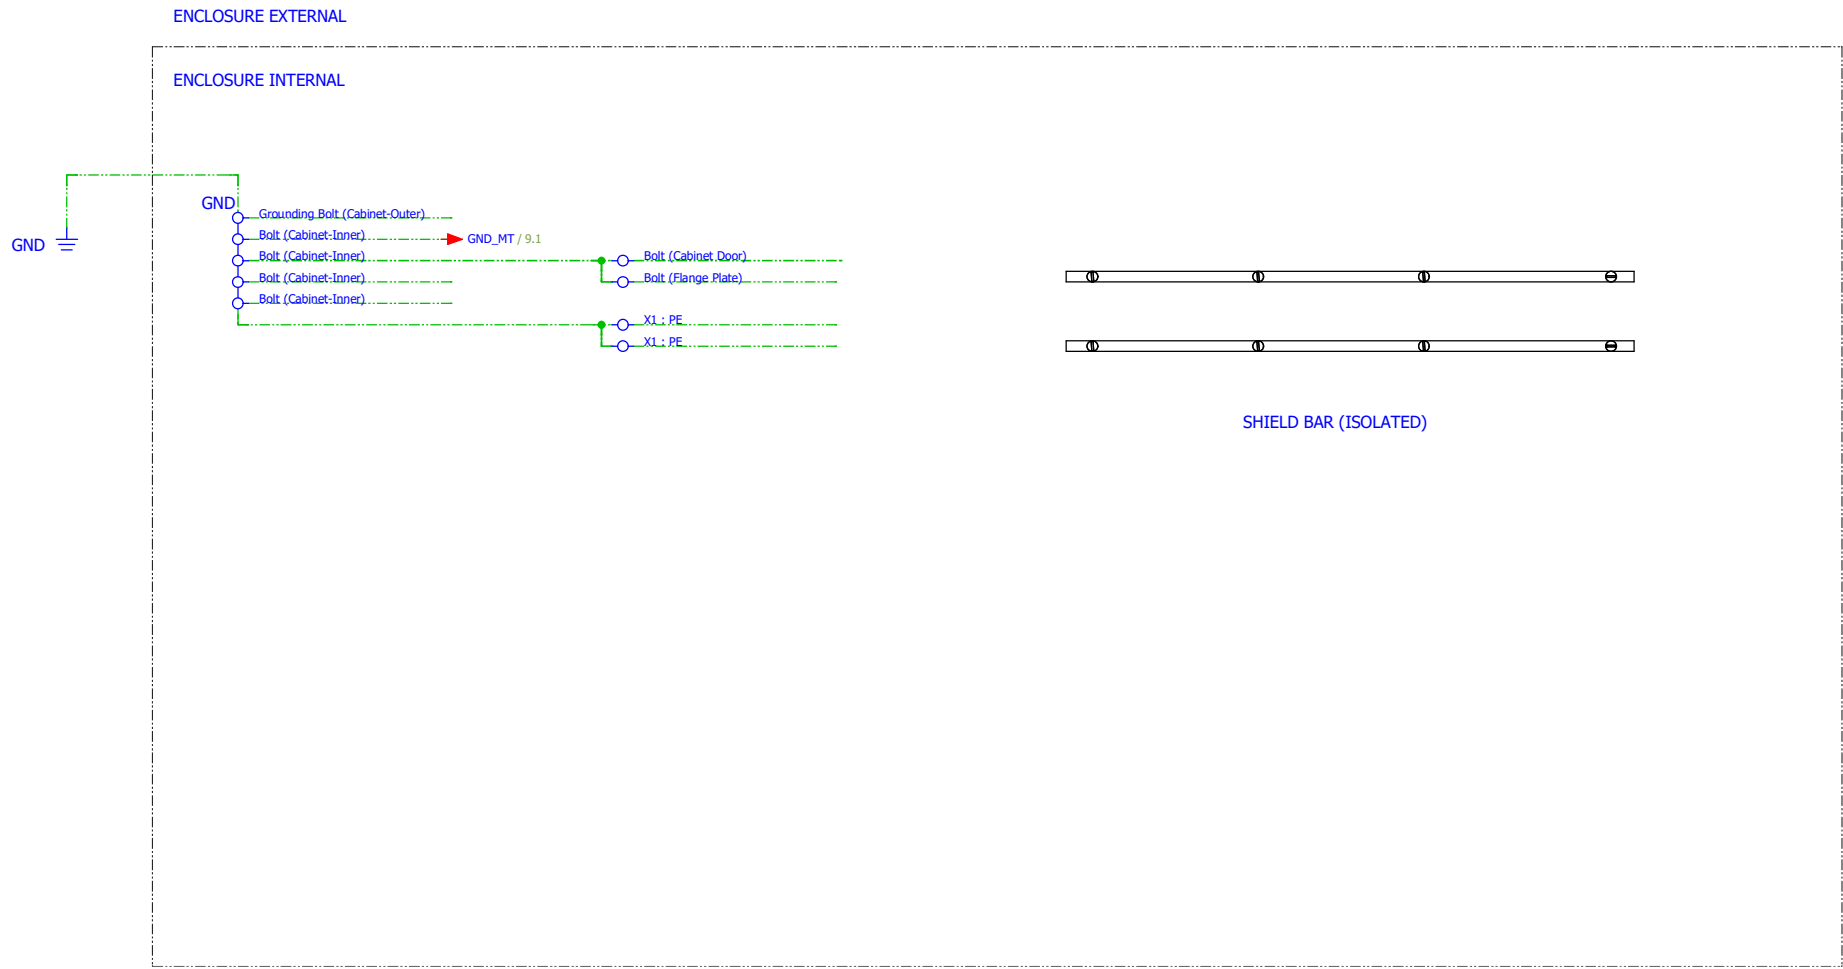 ENCLOSURE EXTERNAL
ENCLOSURE INTERNAL
GND
Grounding Bolt (Cabinet-Outer)
Bolt (Cabinet-Inner)
GND_MT / 9.1
GND
Bolt (Cabinet-Inner)
Bolt (Cabinet Door)
Bolt (Cabinet-Inner)
Bolt (Flange Plate)
Bolt (Cabinet-Inner)
X1 : PE
X1 : PE
SHIELD BAR (ISOLATED)